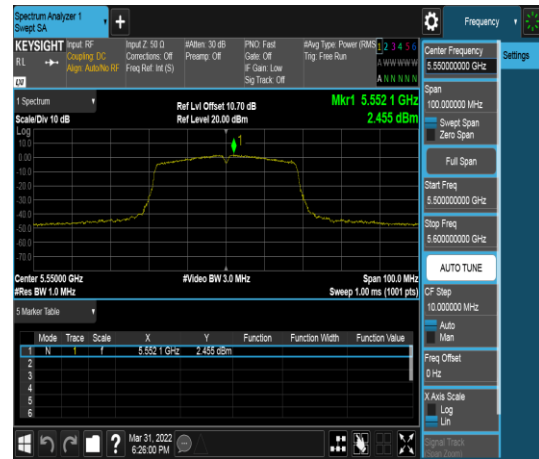 Spectrum Analyzer 1
Swept SA
+
Frequency
KEYSIGHT
RL
Input: RF
Coupling: DC
Align: Auto/No RF
Input Z: 50 Ω
Corrections: Off
Freq Ref: Int (S)
#Atten: 30 dB
Preamp: Off
PNO: Fast
Gate: Off
IF Gain: Low
Sig Track: Off
#Avg Type: Power (RMS
Trig: Free Run
1 2 3 4 5 6
A W W W W W
A N N N N N
1 Spectrum
Scale/Div 10 dB
Ref Lvl Offset 10.70 dB
Ref Level 20.00 dBm
Mkr1 5.552 1 GHz
2.455 dBm
Log
10.0
0.00
-10.0
-20.0
-30.0
-40.0
-50.0
-60.0
-70.0
1
Center 5.55000 GHz
#Res BW 1.0 MHz
#Video BW 3.0 MHz
Span 100.0 MHz
Sweep 1.00 ms (1001 pts)
5 Marker Table
Mode Trace Scale X Y Function Function Width Function Value
1 N 1 f 5.552 1 GHz 2.455 dBm
2
3
4
5
6
Mar 31, 2022
6:26:00 PM
Center Frequency
5.550000000 GHz
Settings
Span
100.000000 MHz
Swept Span
Zero Span
Full Span
Start Freq
5.500000000 GHz
Stop Freq
5.600000000 GHz
AUTO TUNE
CF Step
10.000000 MHz
Auto
Man
Freq Offset
0 Hz
X Axis Scale
Log
Lin
Signal Track
(Span Zoom)